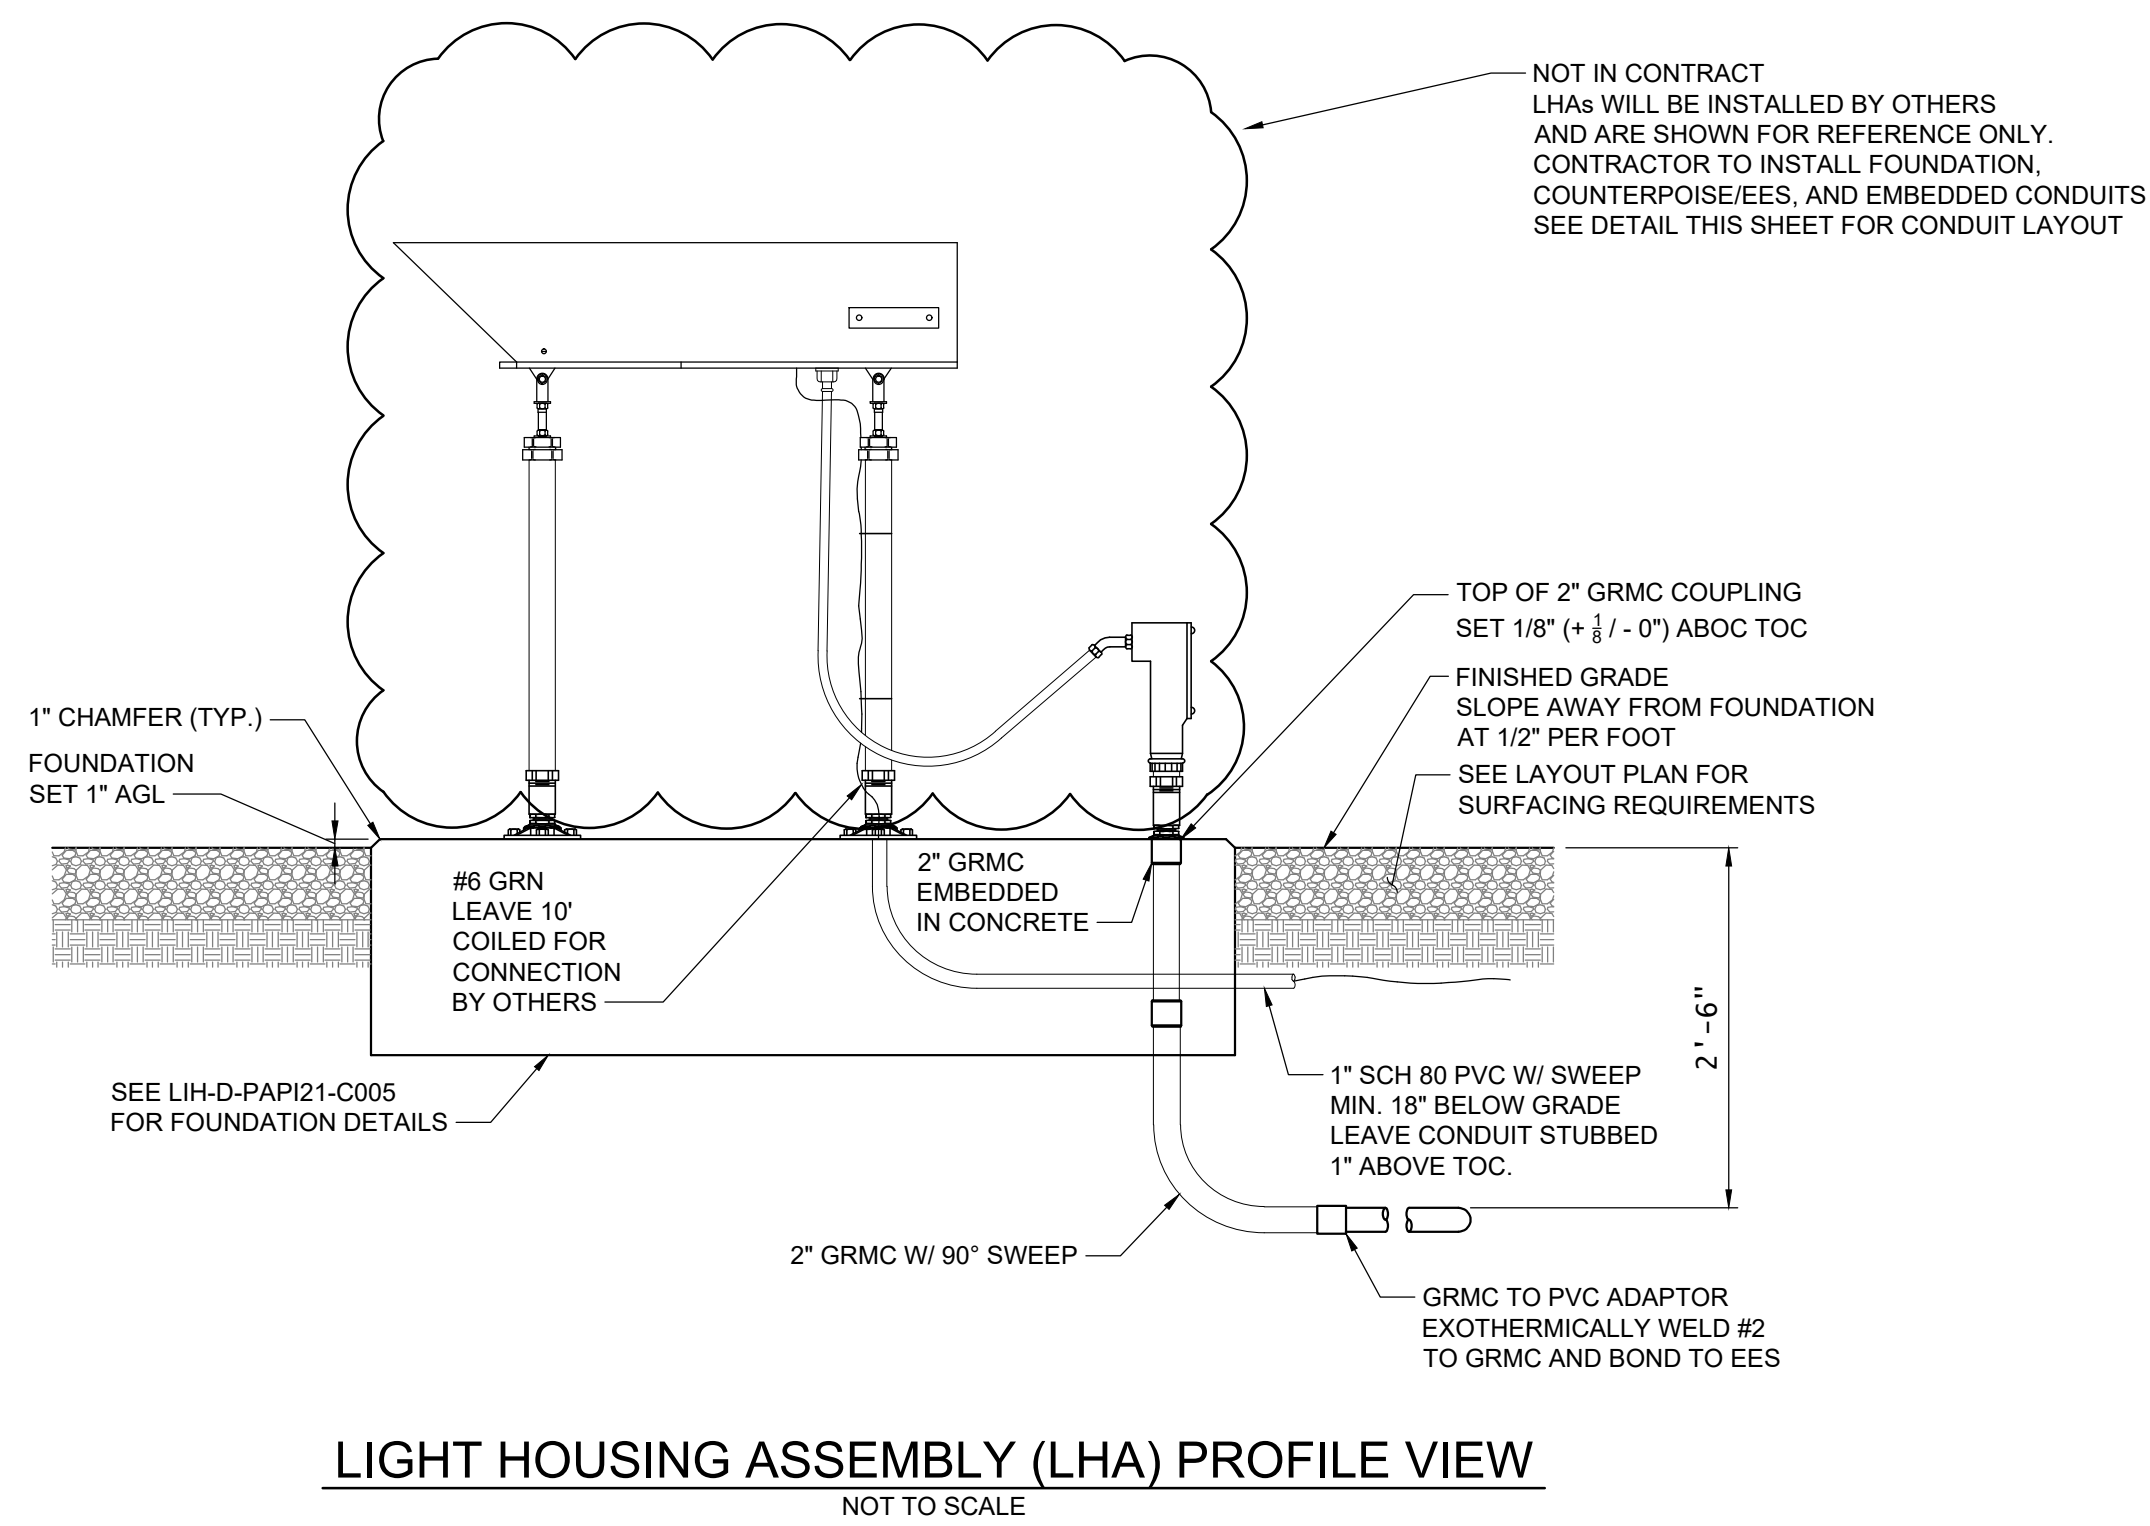 NOT IN CONTRACT
LHAs WILL BE INSTALLED BY OTHERS
AND ARE SHOWN FOR REFERENCE ONLY.
CONTRACTOR TO INSTALL FOUNDATION,
COUNTERPOISE/EES, AND EMBEDDED CONDUITS
SEE DETAIL THIS SHEET FOR CONDUIT LAYOUT
TOP OF 2" GRMC COUPLING
SET 1/8" (+ 1/8 / - 0") ABOC TOC
FINISHED GRADE
SLOPE AWAY FROM FOUNDATION
AT 1/2" PER FOOT
SEE LAYOUT PLAN FOR
SURFACING REQUIREMENTS
1" CHAMFER (TYP.)
FOUNDATION
SET 1" AGL
#6 GRN
LEAVE 10'
COILED FOR
CONNECTION
BY OTHERS
2" GRMC
EMBEDDED
IN CONCRETE
2'-6"
SEE LIH-D-PAPI21-C005
FOR FOUNDATION DETAILS
1" SCH 80 PVC W/ SWEEP
MIN. 18" BELOW GRADE
LEAVE CONDUIT STUBBED
1" ABOVE TOC.
2" GRMC W/ 90° SWEEP
GRMC TO PVC ADAPTOR
EXOTHERMICALLY WELD #2
TO GRMC AND BOND TO EES
LIGHT HOUSING ASSEMBLY (LHA) PROFILE VIEW
NOT TO SCALE